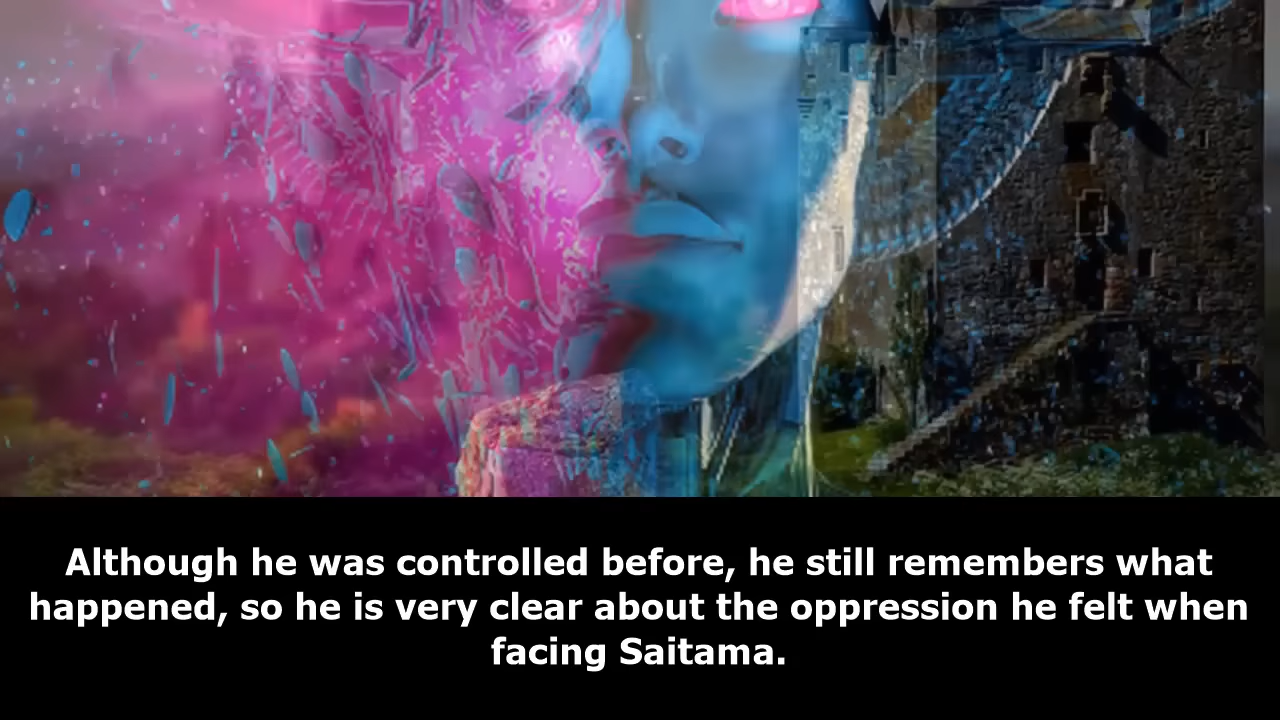 Although he was controlled before, he still remembers what
happened, so he is very clear about the oppression he felt when
facing Saitama.